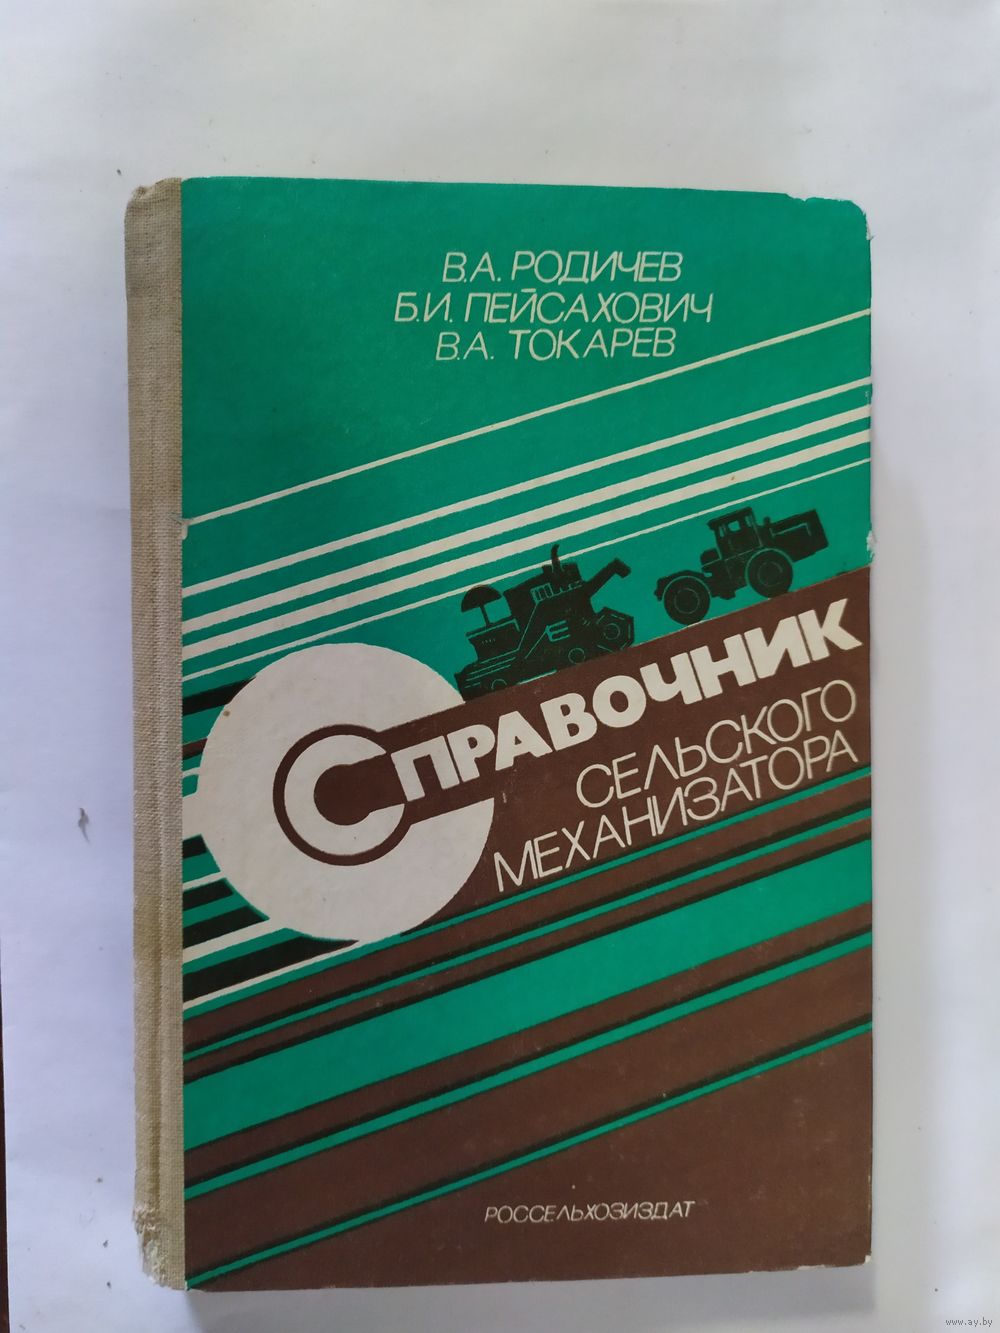 В.А. РОДИЧЕВ
Б.И. ПЕЙСАХОВИЧ
В.А. ТОКАРЕВ
СПРАВОЧНИК
СЕЛЬСКОГО
МЕХАНИЗАТОРА
РОССЕЛЬХОЗИЗДАТ
www.ay.by